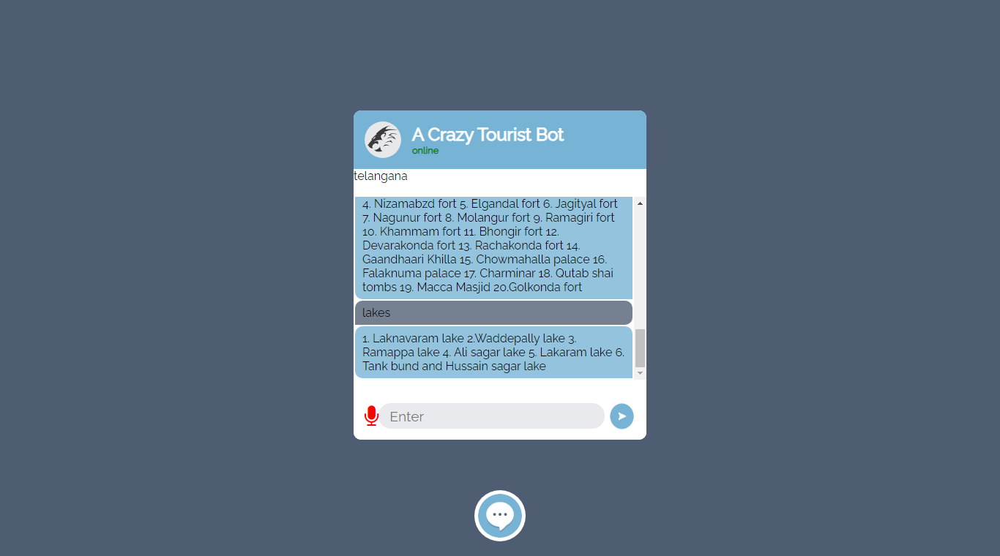 A Crazy Tourist Bot
online
telangana
4. Nizamabzd fort 5. Elgandal fort 6. Jagityal fort
7. Nagunur fort 8. Molangur fort 9. Ramagiri fort
10. Khammam fort 11. Bhongir fort 12.
Devarakonda fort 13. Rachakonda fort 14.
Gaandhaari Khilla 15. Chowmahalla palace 16.
Falaknuma palace 17. Charminar 18. Qutab shai
tombs 19. Macca Masjid 20.Golkonda fort
lakes
1. Laknavaram lake 2.Waddepally lake 3.
Ramappa lake 4. Ali sagar lake 5. Lakaram lake 6.
Tank bund and Hussain sagar lake
Enter